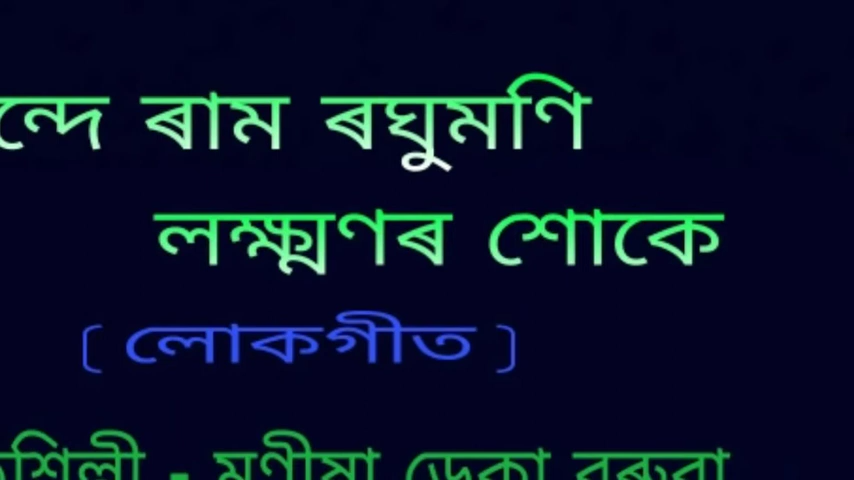 ন্দে ৰাম ৰঘুমণি
লক্ষ্মণৰ শোকে
( লোকগীত )
শিল্পী - মণীষা ডেকা বৰুৱা